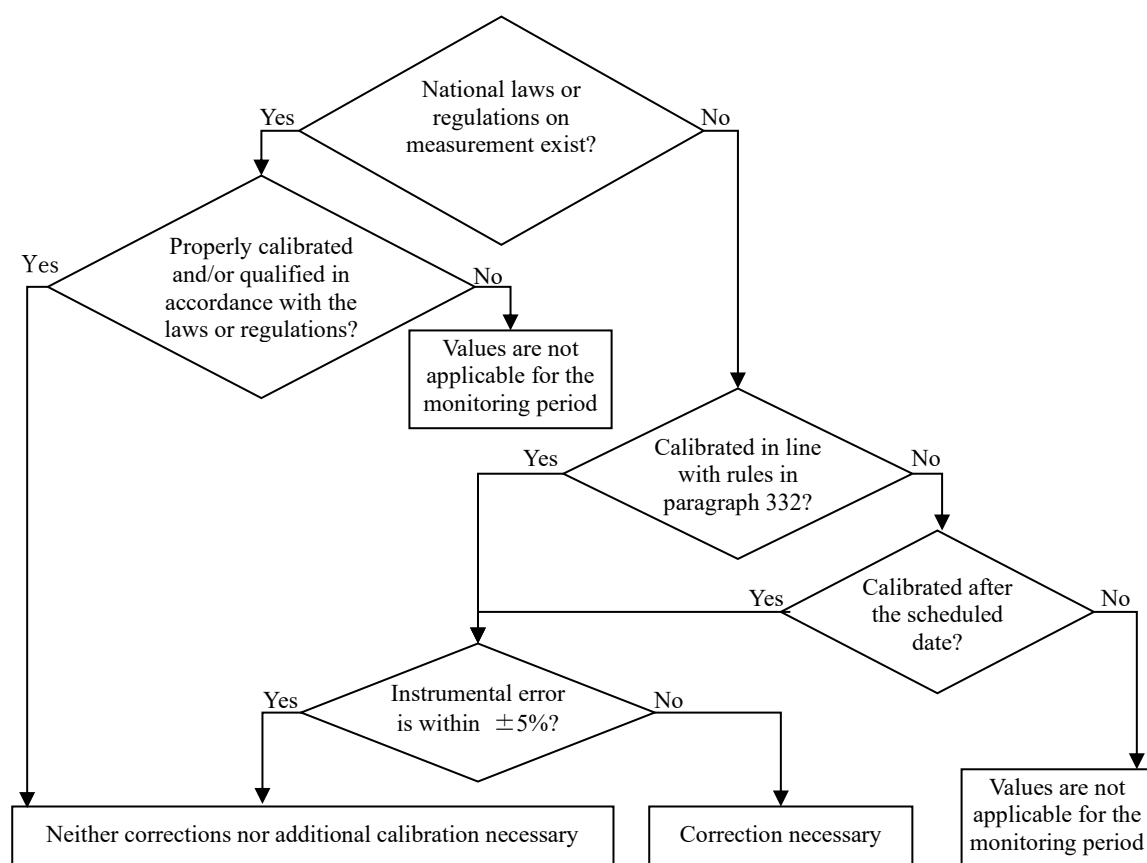 National laws or
regulations on
measurement exist?
Yes
No
Properly calibrated
and/or qualified in
accordance with the
laws or regulations?
Yes
No
Values are not
applicable for the
monitoring period
Calibrated in line
with rules in
paragraph 332?
Yes
No
Calibrated after
the scheduled
date?
Yes
No
Instrumental error
is within ±5%?
Yes
No
Neither corrections nor additional calibration necessary
Correction necessary
Values are not
applicable for the
monitoring period